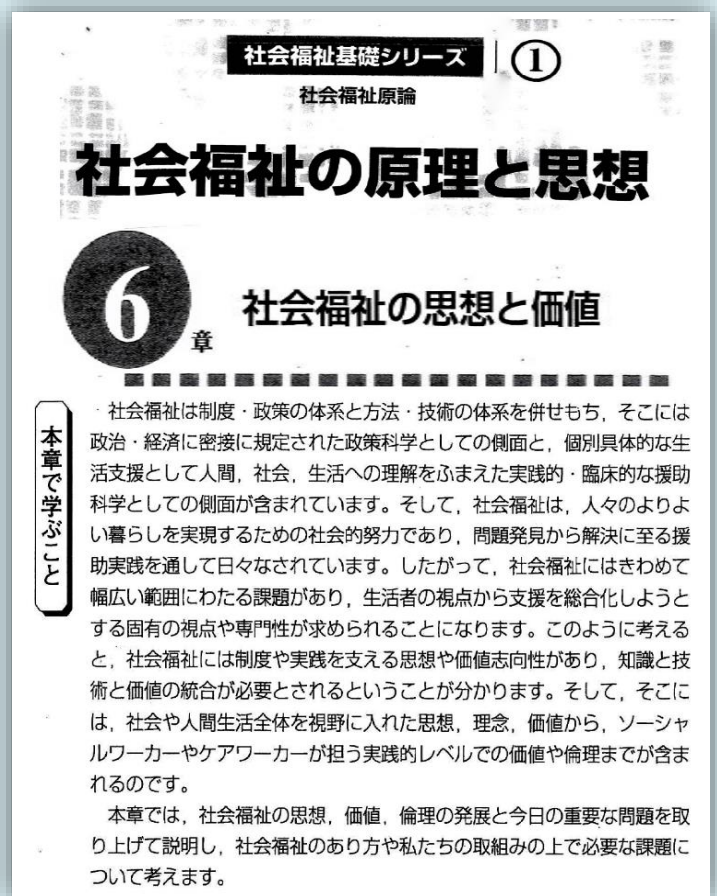 社会福祉基礎シリーズ ①
社会福祉原論
社会福祉の原理と思想
6章 社会福祉の思想と価値
本章で学ぶこと
社会福祉は制度・政策の体系と方法・技術の体系を併せもち，そこには
政治・経済に密接に規定された政策科学としての側面と，個別具体的な生
活支援として人間，社会，生活への理解をふまえた実践的・臨床的な援助
科学としての側面が含まれています。そして，社会福祉は，人々のよりよ
い暮らしを実現するための社会的努力であり，問題発見から解決に至る援
助実践を通して日々なされています。したがって，社会福祉にはきわめて
幅広い範囲にわたる課題があり，生活者の視点から支援を総合化しようと
する固有の視点や専門性が求められることになります。このように考える
と，社会福祉には制度や実践を支える思想や価値志向性があり，知識と技
術と価値の統合が必要とされるということが分かります。そして，そこに
は，社会や人間生活全体を視野に入れた思想，理念，価値から，ソーシャ
ルワーカーやケアワーカーが担う実践的レベルでの価値や倫理までが含ま
れるのです。
本章では，社会福祉の思想，価値，倫理の発展と今日の重要な問題を取
り上げて説明し，社会福祉のあり方や私たちの取組みの上で必要な課題に
ついて考えます。